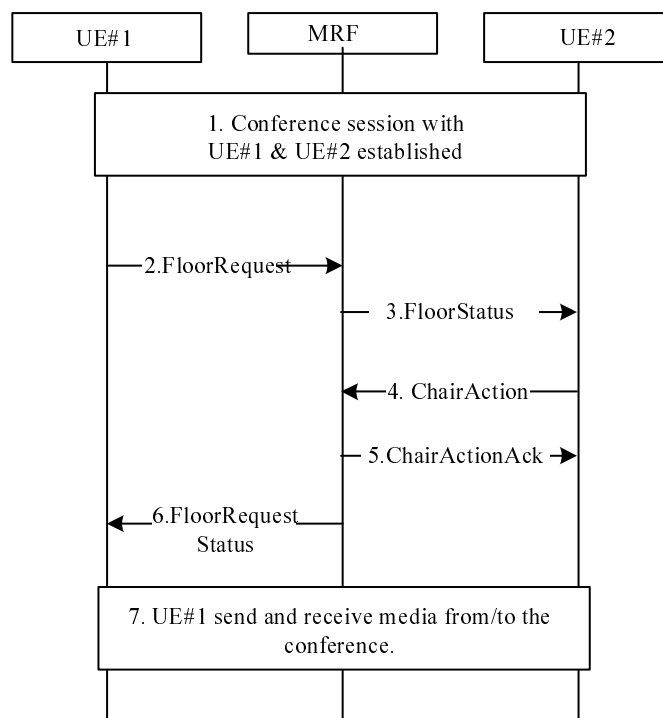 UE#1
MRF
UE#2
1. Conference session with
UE#1 & UE#2 established
2.FloorRequest
3.FloorStatus
4. ChairAction
5.ChairActionAck
6.FloorRequest
Status
7. UE#1 send and receive media from/to the
conference.